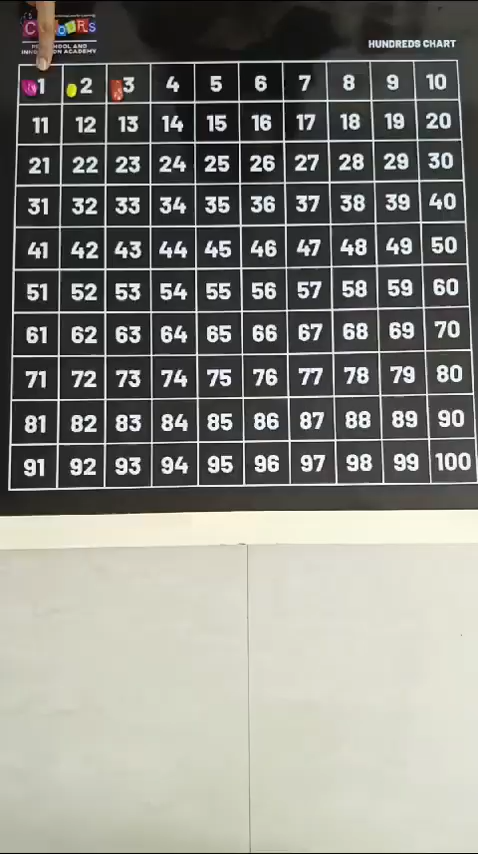 COLOURS
HUNDREDS CHART
1 2 3 4 5 6 7 8 9 10
11 12 13 14 15 16 17 18 19 20
21 22 23 24 25 26 27 28 29 30
31 32 33 34 35 36 37 38 39 40
41 42 43 44 45 46 47 48 49 50
51 52 53 54 55 56 57 58 59 60
61 62 63 64 65 66 67 68 69 70
71 72 73 74 75 76 77 78 79 80
81 82 83 84 85 86 87 88 89 90
91 92 93 94 95 96 97 98 99 100